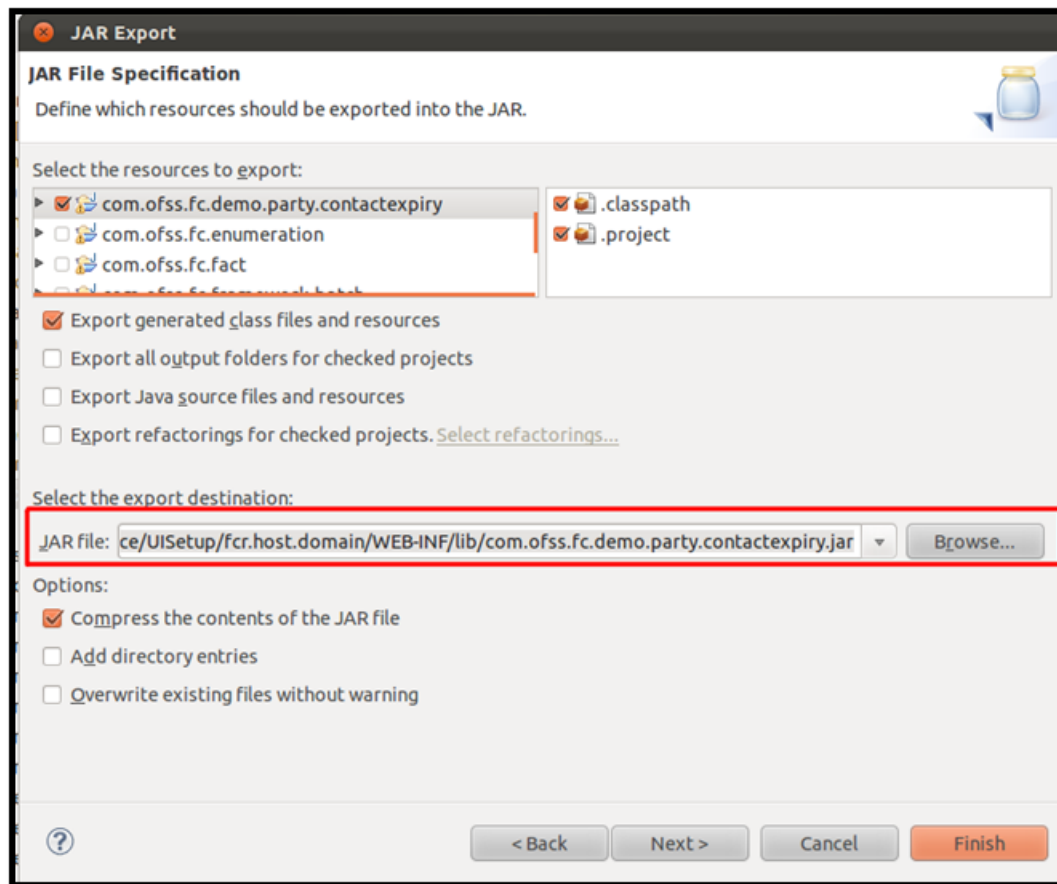 JAR Export
JAR File Specification
Define which resources should be exported into the JAR.
Select the resources to export:
com.ofss.fc.demo.party.contactexpiry
com.ofss.fc.enumeration
com.ofss.fc.fact
.classpath
.project
Export generated class files and resources
Export all output folders for checked projects
Export Java source files and resources
Export refactorings for checked projects. Select refactorings...
Select the export destination:
JAR file: ce/UISetup/fcr.host.domain/WEB-INF/lib/com.ofss.fc.demo.party.contactexpiry.jar Browse...
Options:
Compress the contents of the JAR file
Add directory entries
Overwrite existing files without warning
? < Back Next > Cancel Finish